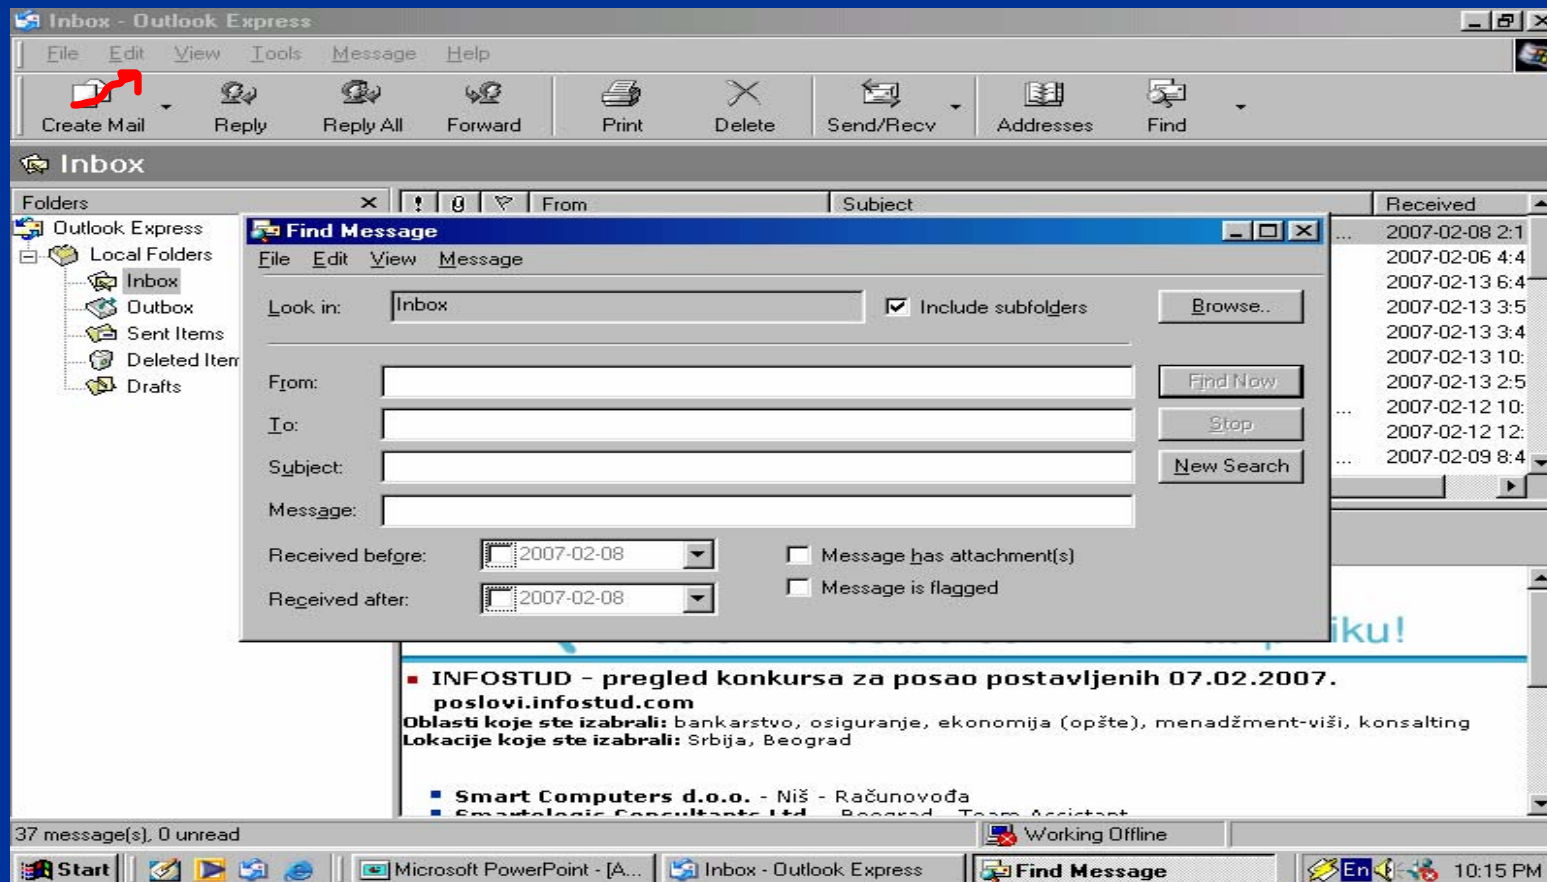 Inbox - Outlook Express
File Edit View Tools Message Help
Create Mail Reply Reply All Forward Print Delete Send/Recv Addresses Find
Inbox
Folders
! From Subject Received
Outlook Express
Local Folders
Inbox
Outbox
Sent Items
Deleted Item
Drafts
... 2007-02-08 2:1
2007-02-06 4:4
2007-02-13 6:4
2007-02-13 3:5
2007-02-13 3:4
2007-02-13 10:
2007-02-13 2:5
... 2007-02-12 10:
2007-02-12 12:
... 2007-02-09 8:4
Find Message
File Edit View Message
Look in: Inbox Include subfolders Browse..
From: Find Now
To: Stop
Subject: New Search
Message:
Received before: 2007-02-08 Message has attachment(s)
Received after: 2007-02-08 Message is flagged
iku!
INFOSTUD - pregled konkursa za posao postavljenih 07.02.2007.
poslovi.infostud.com
Oblasti koje ste izabrali: bankarstvo, osiguranje, ekonomija (opšte), menadžment-viši, konsalting
Lokacije koje ste izabrali: Srbija, Beograd
Smart Computers d.o.o. - Niš - Računovođa
Smartologic Consultants Ltd - Beograd - Team Assistant
37 message(s), 0 unread Working Offline
Start Microsoft PowerPoint - [A... Inbox - Outlook Express Find Message En 10:15 PM